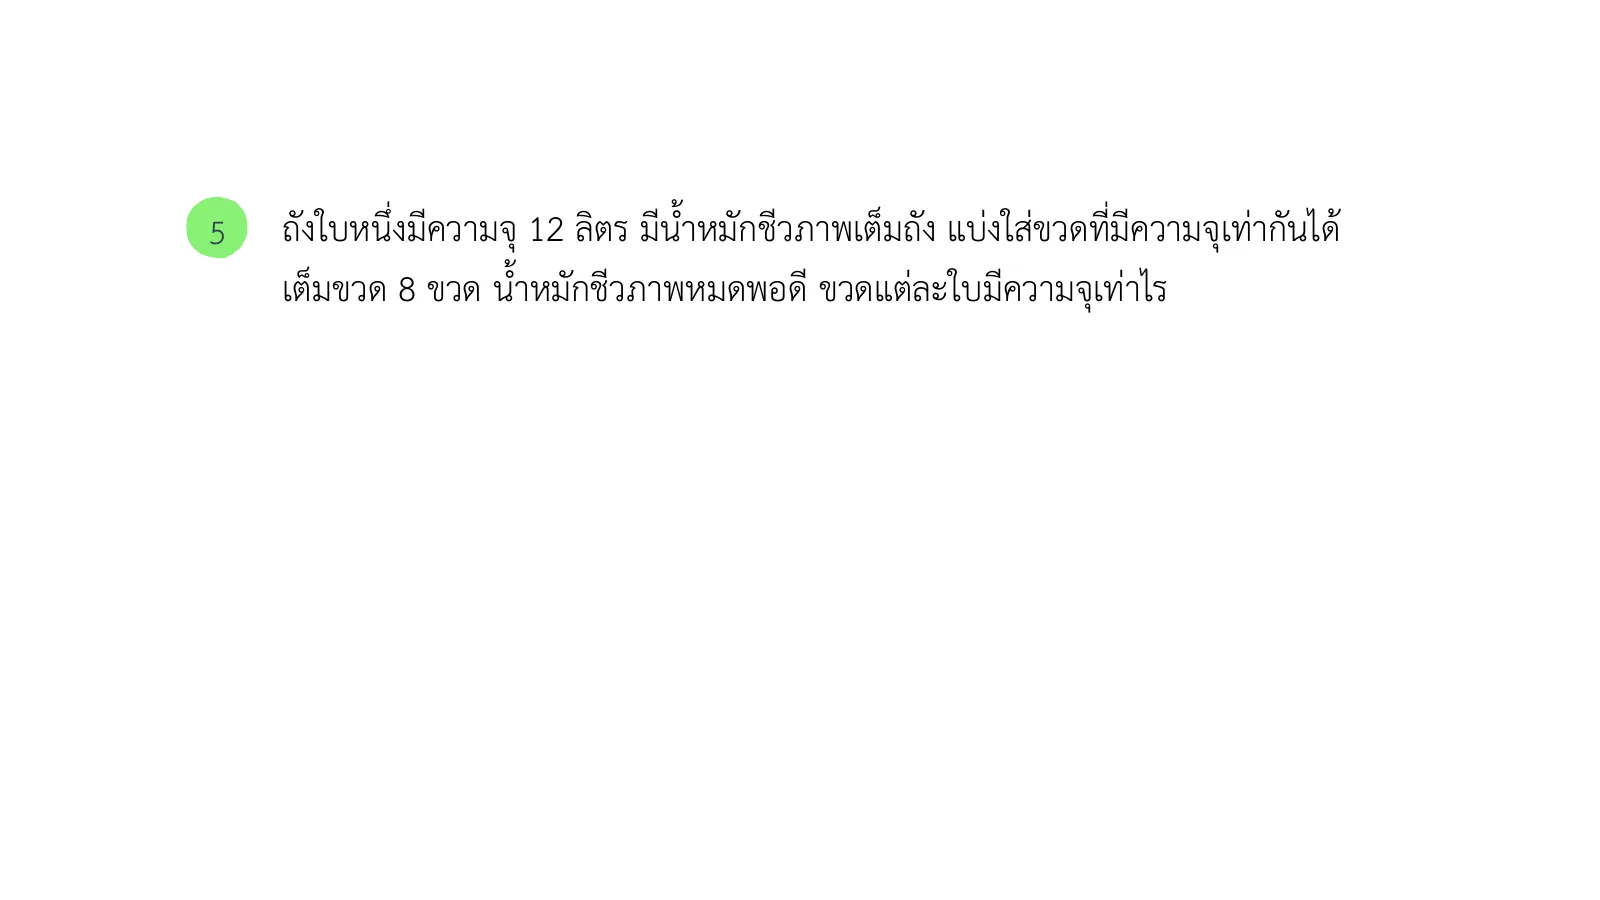 5 ถังใบหนึ่งมีความจุ 12 ลิตร มีน้ำหมักชีวภาพเต็มถัง แบ่งใส่ขวดที่มีความจุเท่ากันได้
เต็มขวด 8 ขวด น้ำหมักชีวภาพหมดพอดี ขวดแต่ละใบมีความจุเท่าไร